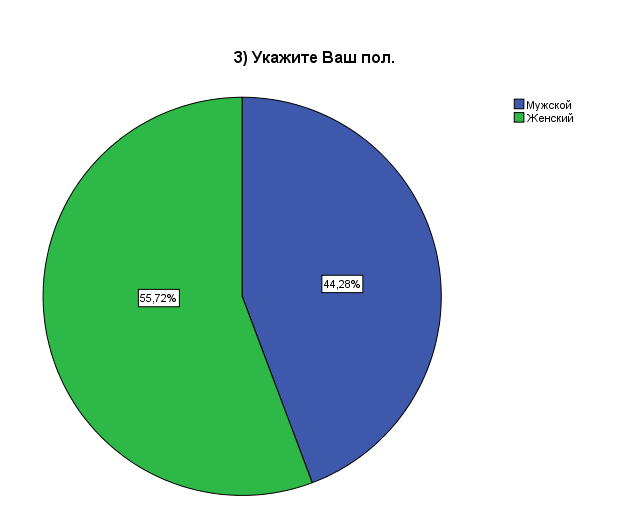 3) Укажите Ваш пол.
Мужской
Женский
44,28%
55,72%